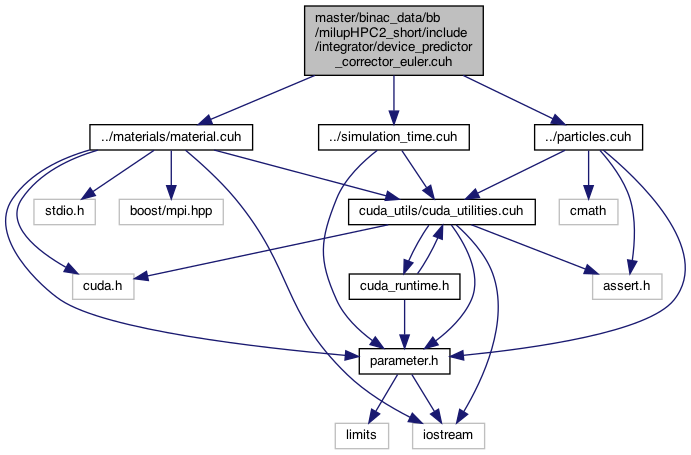 master/binac_data/bb
/milupHPC2_short/include
/integrator/device_predictor
_corrector_euler.cuh
../materials/material.cuh
../simulation_time.cuh
../particles.cuh
stdio.h
boost/mpi.hpp
cuda_utils/cuda_utilities.cuh
cmath
cuda.h
cuda_runtime.h
assert.h
parameter.h
limits
iostream